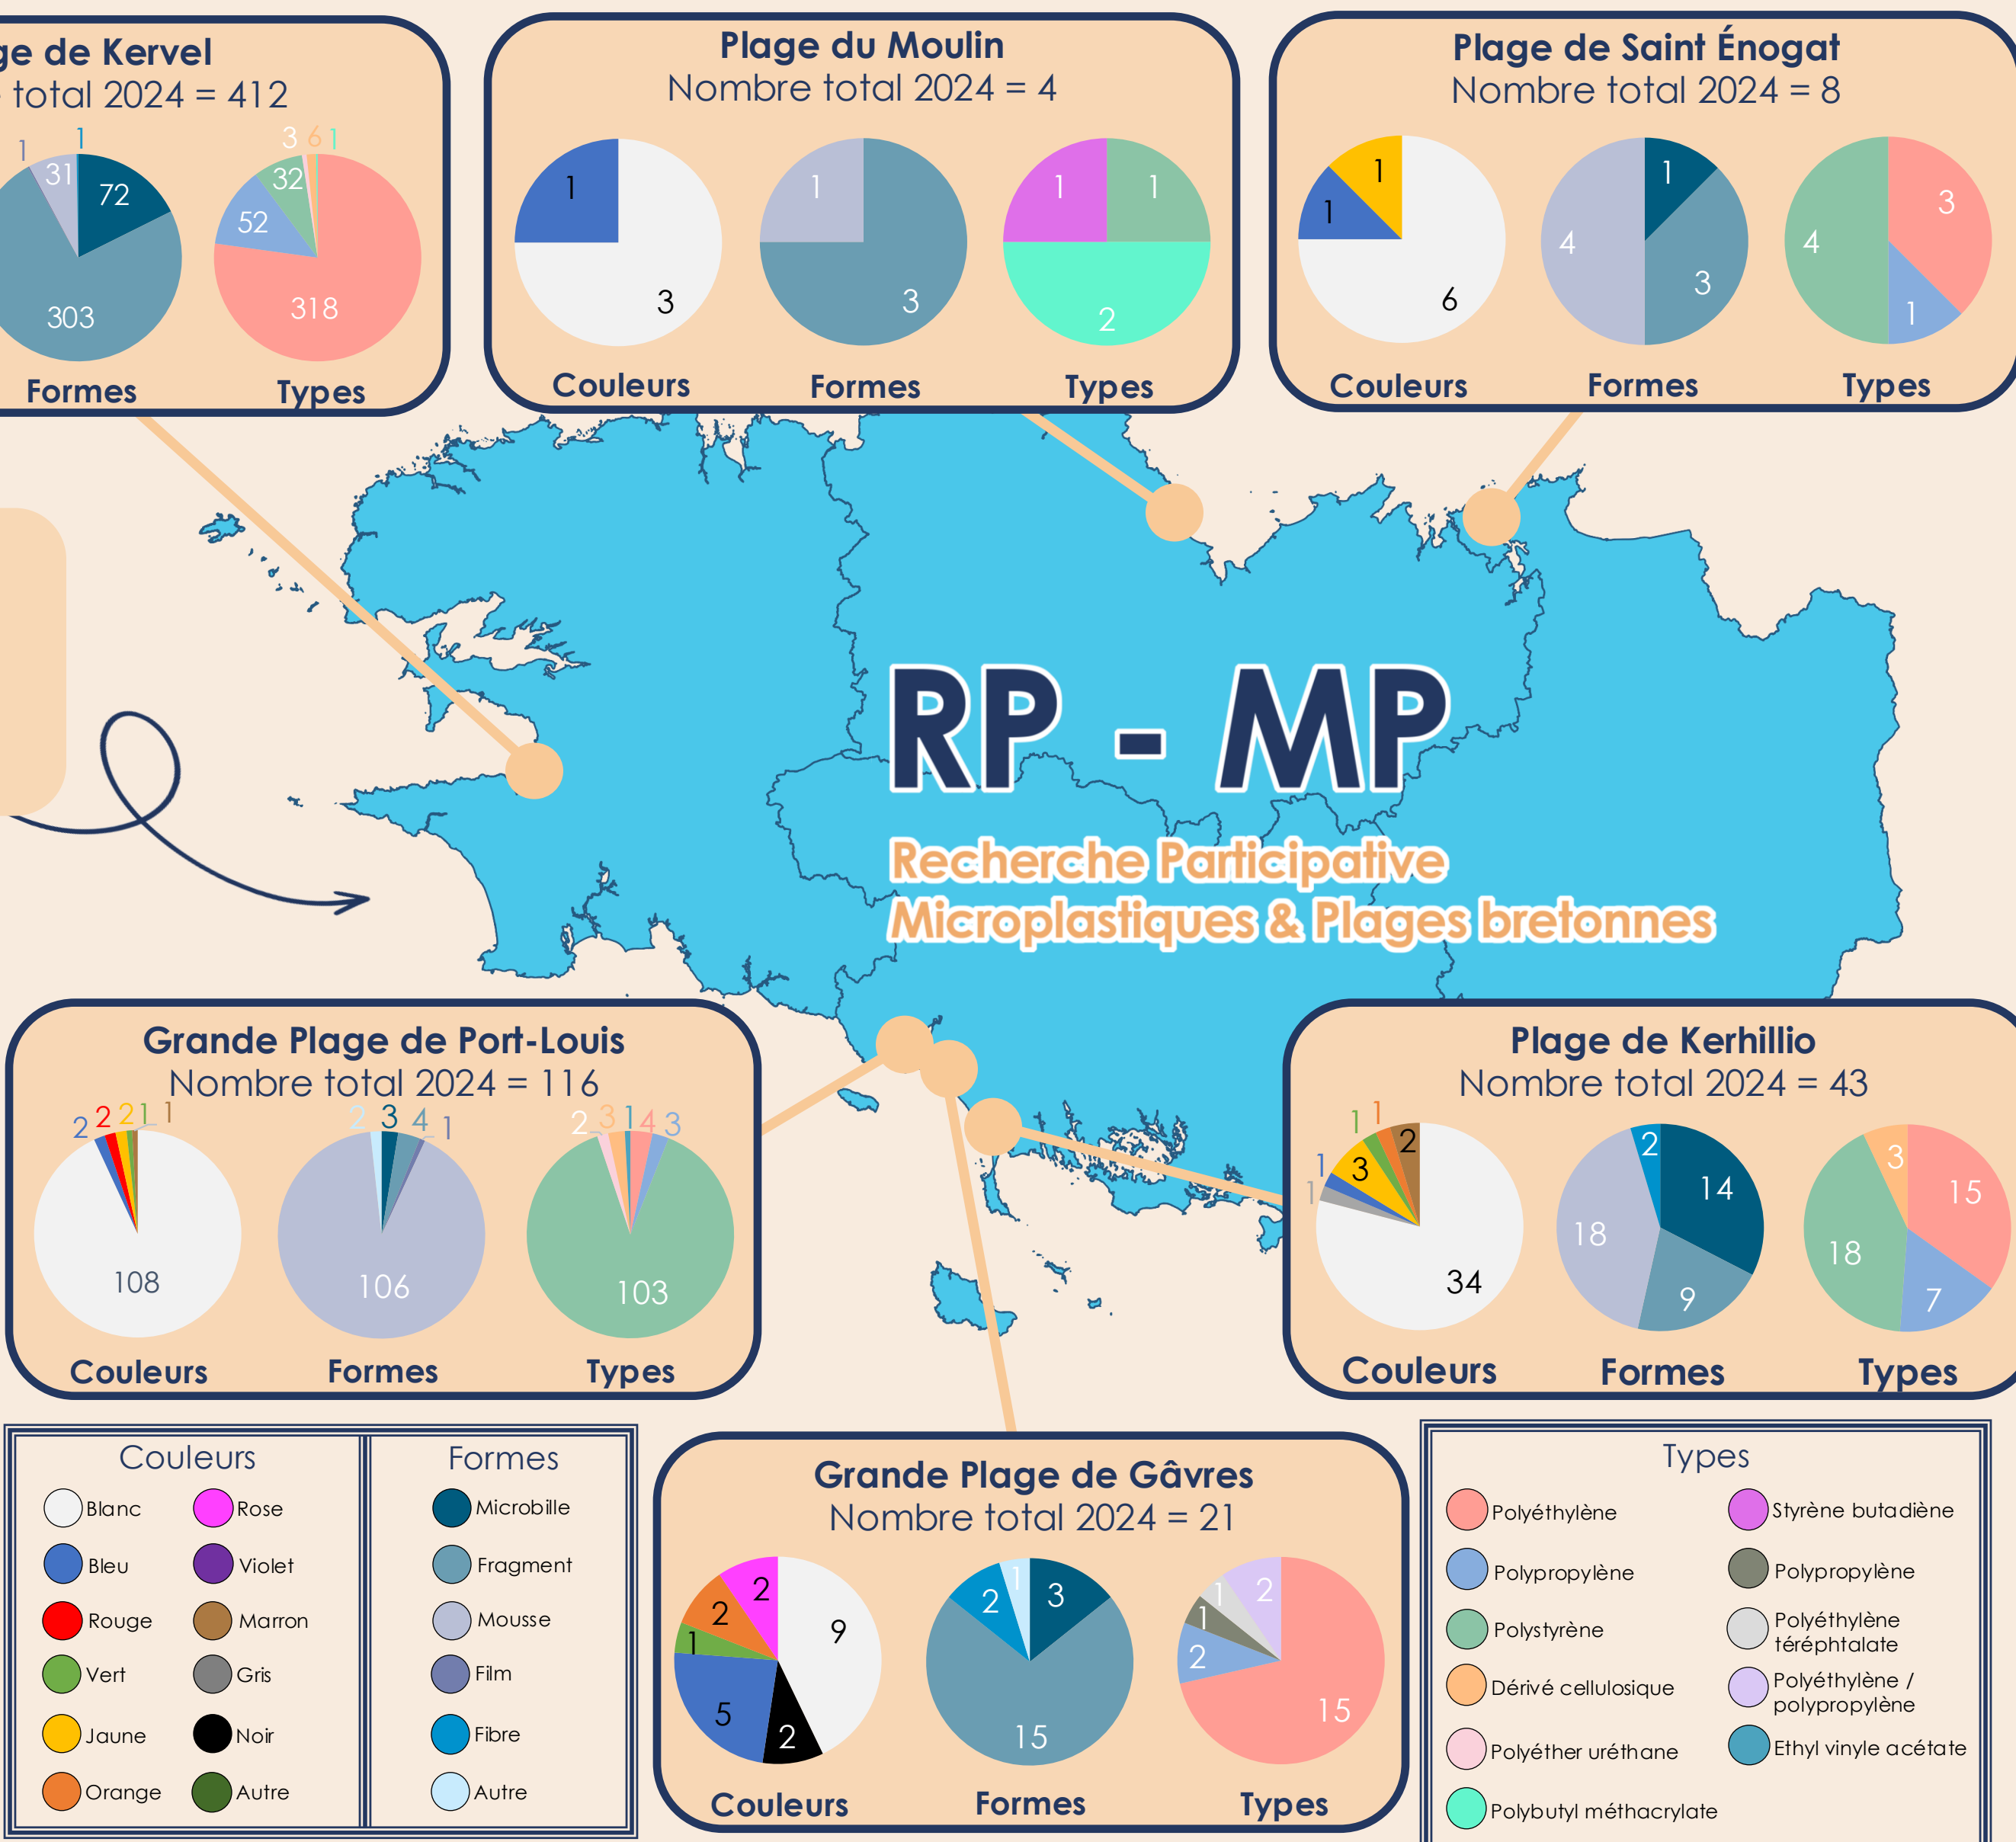 ge de Kervel
total 2024 = 412
1
1
31
72
303
3
6
1
32
52
318
Formes
Types
Plage du Moulin
Nombre total 2024 = 4
1
3
1
3
1
1
2
Couleurs
Formes
Types
Plage de Saint Énogat
Nombre total 2024 = 8
1
1
6
1
4
3
3
4
1
Couleurs
Formes
Types
RP - MP
Recherche Participative
Microplastiques & Plages bretonnes
Grande Plage de Port-Louis
Nombre total 2024 = 116
2
2
2
1
1
108
2
3
4
1
106
2
3
1
4
3
103
Couleurs
Formes
Types
Plage de Kerhillio
Nombre total 2024 = 43
1
1
3
1
1
2
34
2
14
18
9
3
15
18
7
Couleurs
Formes
Types
Couleurs
Blanc
Bleu
Rouge
Vert
Jaune
Orange
Rose
Violet
Marron
Gris
Noir
Autre
Formes
Microbille
Fragment
Mousse
Film
Fibre
Autre
Grande Plage de Gâvres
Nombre total 2024 = 21
2
2
1
9
5
2
1
2
3
15
2
1
1
2
15
Couleurs
Formes
Types
Types
Polyéthylène
Polypropylène
Polystyrène
Dérivé cellulosique
Polyéther uréthane
Polybutyl méthacrylate
Styrène butadiène
Polypropylène
Polyéthylène
téréphtalate
Polyéthylène /
polypropylène
Ethyl vinyle acétate